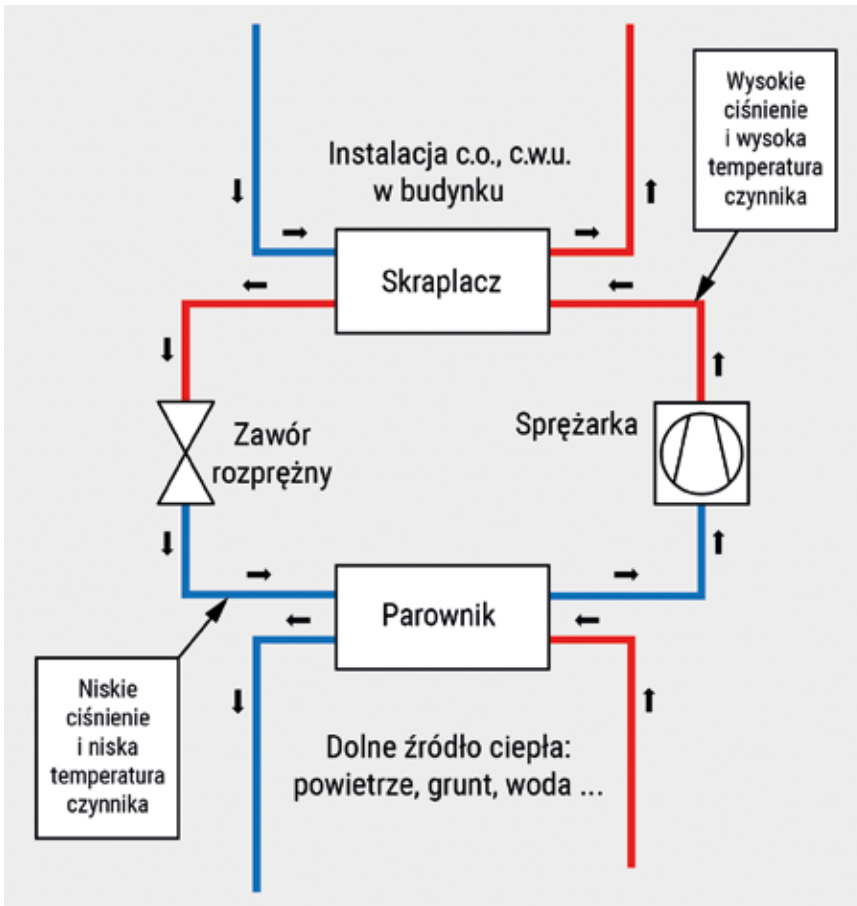 Wysokie
ciśnienie
i wysoka
temperatura
czynnika
Instalacja c.o., c.w.u.
w budynku
Skraplacz
Zawór
rozprężny
Sprężarka
Parownik
Niskie
ciśnienie
i niska
temperatura
czynnika
Dolne źródło ciepła:
powietrze, grunt, woda ...